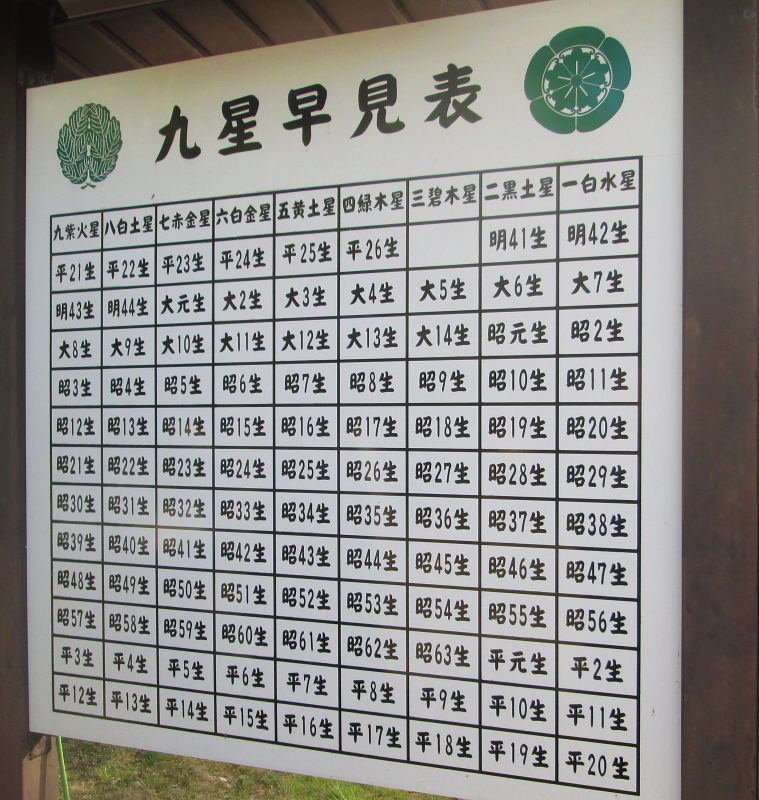 九星早見表
九紫火星 八白土星 七赤金星 六白金星 五黄土星 四緑木星 三碧木星 二黒土星 一白水星
平21生 平22生 平23生 平24生 平25生 平26生 明41生 明42生
明43生 明44生 大元生 大2生 大3生 大4生 大5生 大6生 大7生
大8生 大9生 大10生 大11生 大12生 大13生 大14生 昭元生 昭2生
昭3生 昭4生 昭5生 昭6生 昭7生 昭8生 昭9生 昭10生 昭11生
昭12生 昭13生 昭14生 昭15生 昭16生 昭17生 昭18生 昭19生 昭20生
昭21生 昭22生 昭23生 昭24生 昭25生 昭26生 昭27生 昭28生 昭29生
昭30生 昭31生 昭32生 昭33生 昭34生 昭35生 昭36生 昭37生 昭38生
昭39生 昭40生 昭41生 昭42生 昭43生 昭44生 昭45生 昭46生 昭47生
昭48生 昭49生 昭50生 昭51生 昭52生 昭53生 昭54生 昭55生 昭56生
昭57生 昭58生 昭59生 昭60生 昭61生 昭62生 昭63生 平元生 平2生
平3生 平4生 平5生 平6生 平7生 平8生 平9生 平10生 平11生
平12生 平13生 平14生 平15生 平16生 平17生 平18生 平19生 平20生